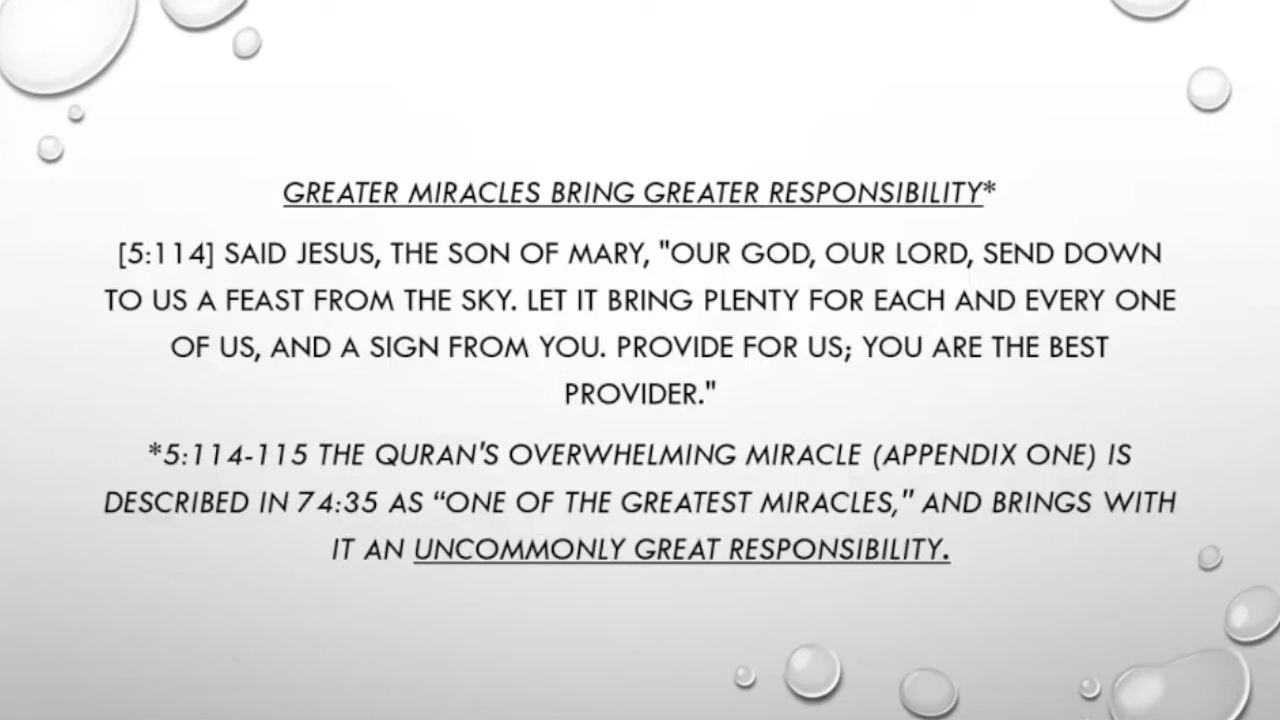 GREATER MIRACLES BRING GREATER RESPONSIBILITY*
[5:114] SAID JESUS, THE SON OF MARY, "OUR GOD, OUR LORD, SEND DOWN
TO US A FEAST FROM THE SKY. LET IT BRING PLENTY FOR EACH AND EVERY ONE
OF US, AND A SIGN FROM YOU. PROVIDE FOR US; YOU ARE THE BEST
PROVIDER."
*5:114-115 THE QURAN'S OVERWHELMING MIRACLE (APPENDIX ONE) IS
DESCRIBED IN 74:35 AS “ONE OF THE GREATEST MIRACLES,” AND BRINGS WITH
IT AN UNCOMMONLY GREAT RESPONSIBILITY.